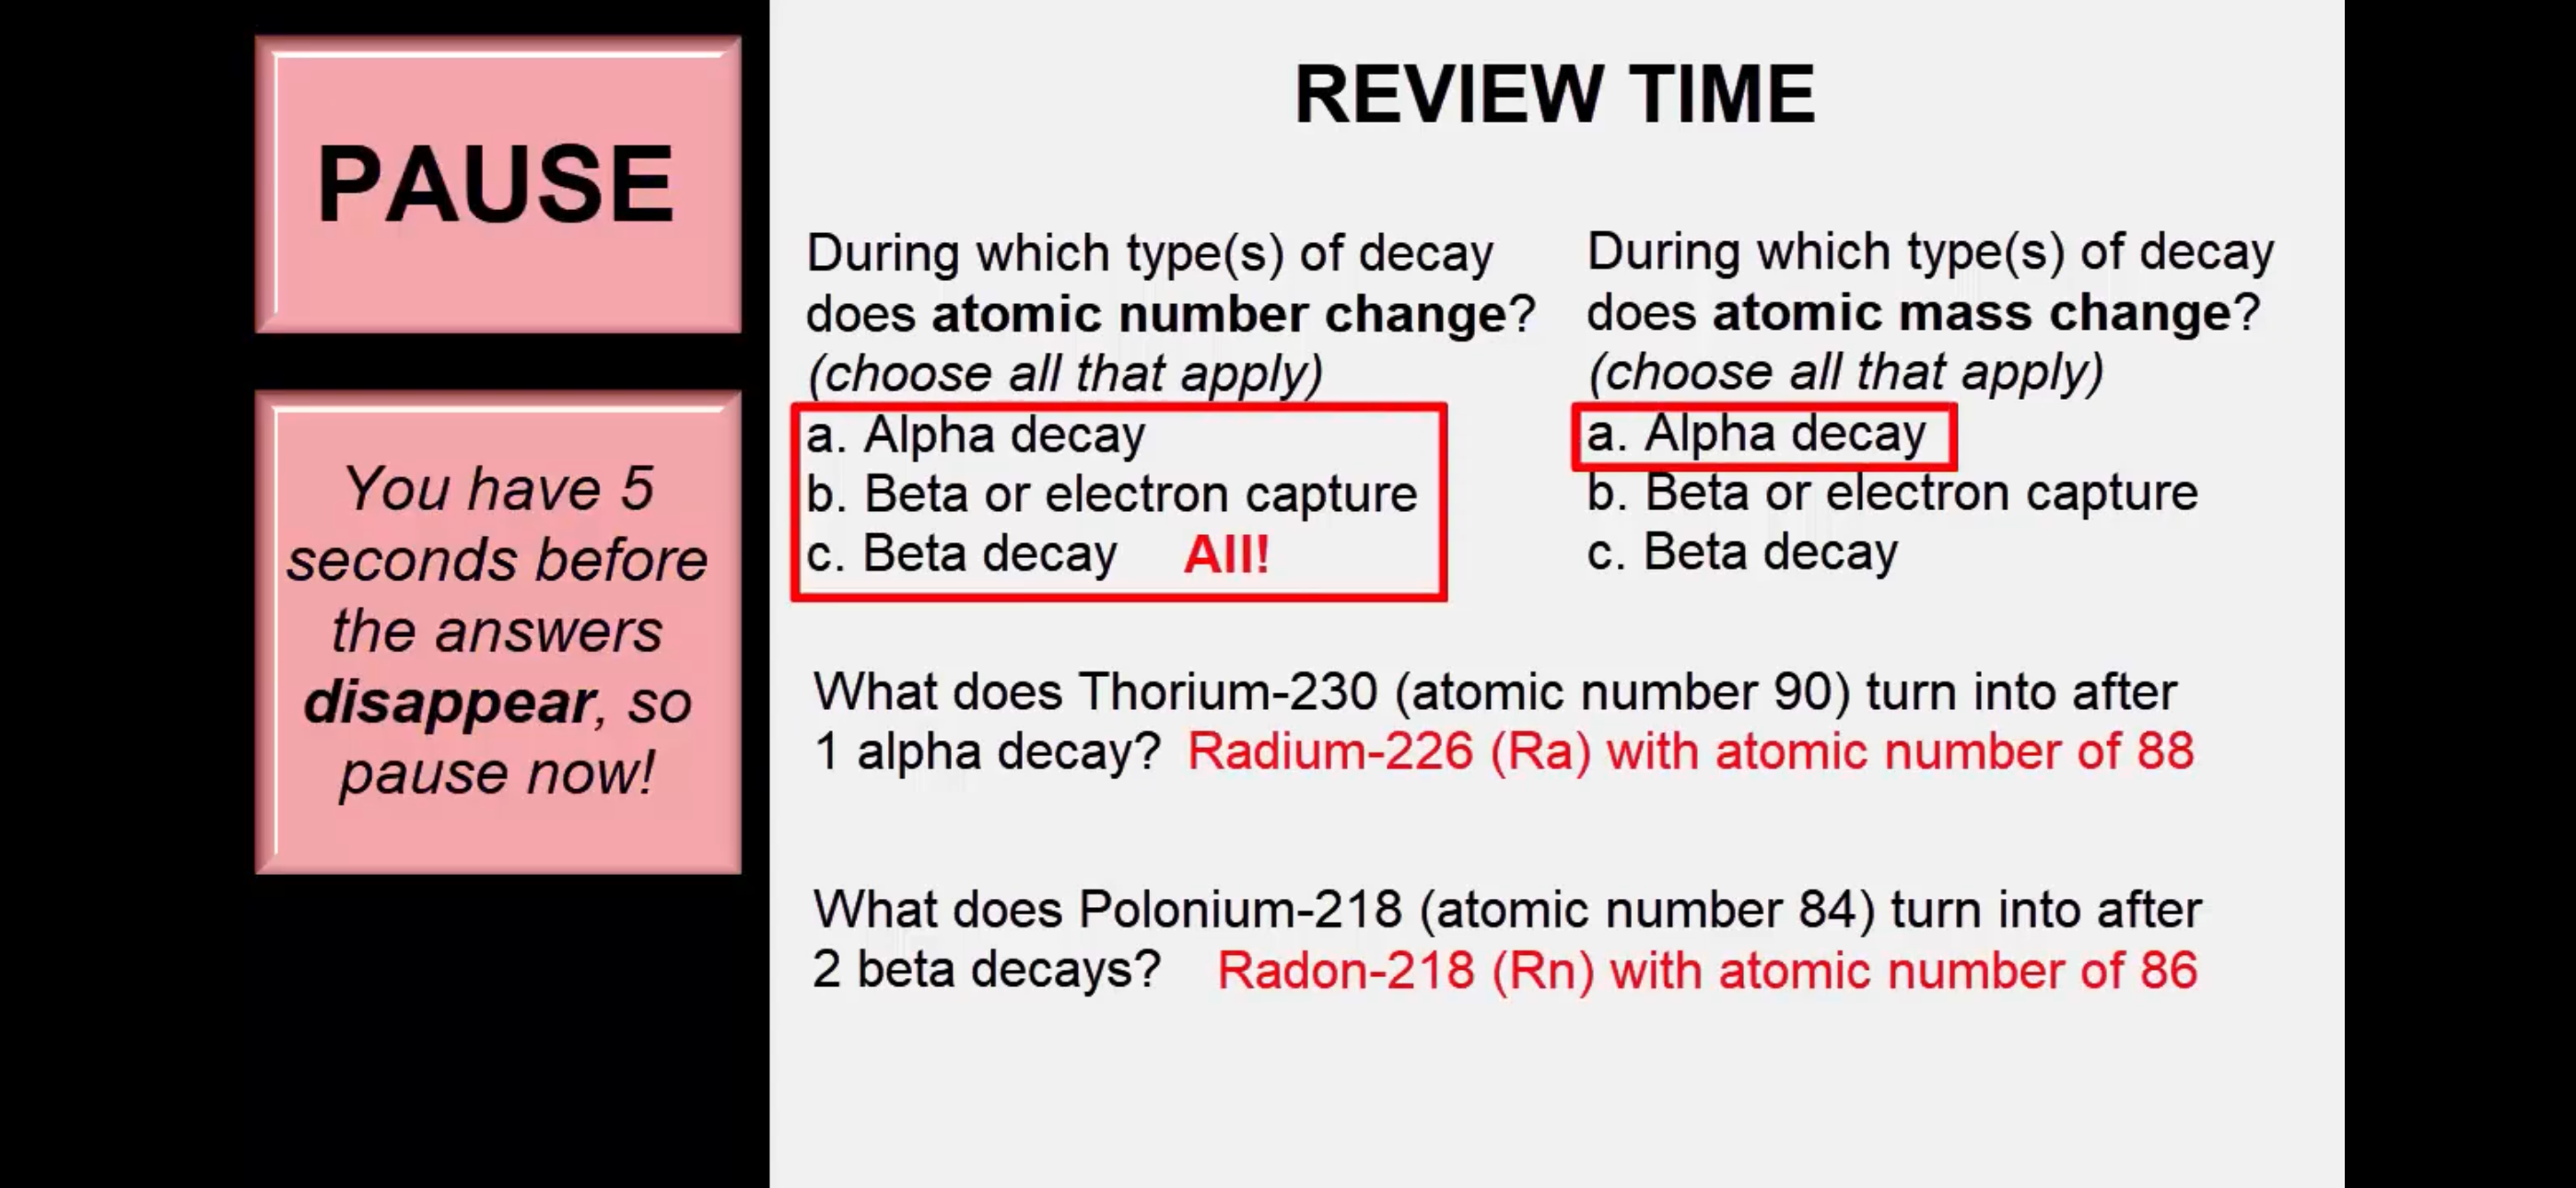 PAUSE
You have 5
seconds before
the answers
disappear, so
pause now!
REVIEW TIME
During which type(s) of decay
does atomic number change?
(choose all that apply)
a. Alpha decay
b. Beta or electron capture
c. Beta decay All!
During which type(s) of decay
does atomic mass change?
(choose all that apply)
a. Alpha decay
b. Beta or electron capture
c. Beta decay
What does Thorium-230 (atomic number 90) turn into after
1 alpha decay? Radium-226 (Ra) with atomic number of 88
What does Polonium-218 (atomic number 84) turn into after
2 beta decays? Radon-218 (Rn) with atomic number of 86